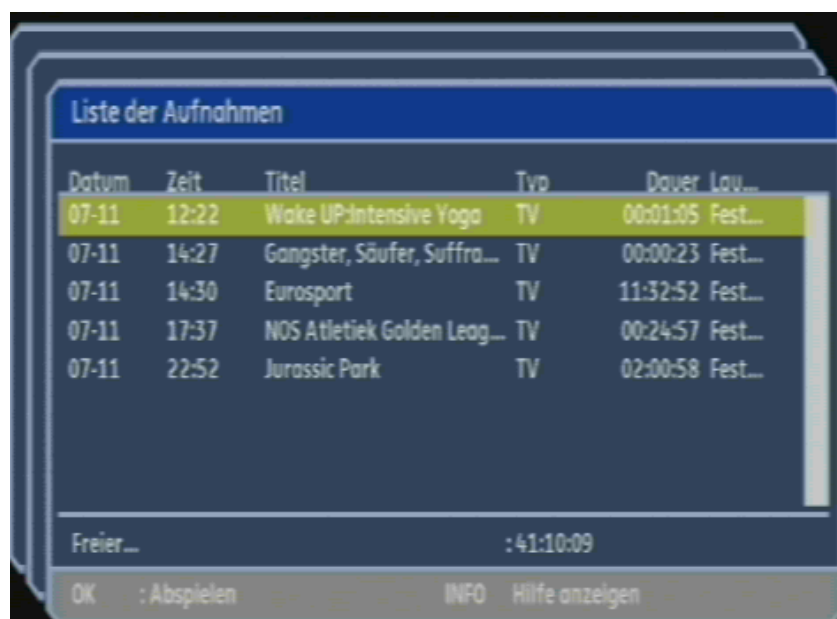 Liste der Aufnahmen
Datum Zeit Titel Typ Dauer Lau...
07-11 12:22 Wake UP:Intensive Yoga TV 00:01:05 Fest...
07-11 14:27 Gangster, Säufer, Suffra... TV 00:00:23 Fest...
07-11 14:30 Eurosport TV 11:32:52 Fest...
07-11 17:37 NOS Atletiek Golden Leag... TV 00:24:57 Fest...
07-11 22:52 Jurassic Park TV 02:00:58 Fest...
Freier... :41:10:09
OK : Abspielen INFO Hilfe anzeigen